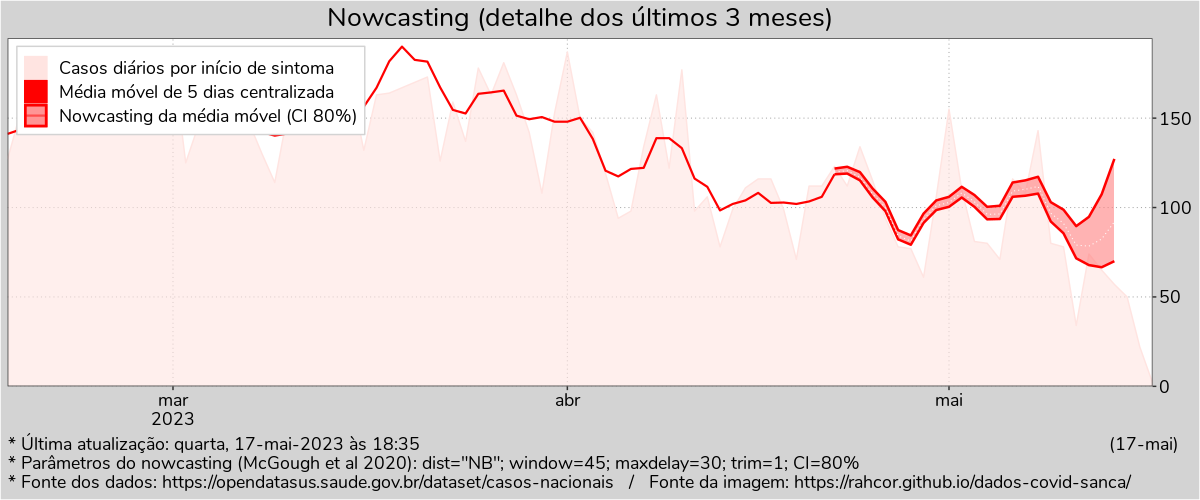 Nowcasting (detalhe dos últimos 3 meses)
Casos diários por início de sintoma
Média móvel de 5 dias centralizada
Nowcasting da média móvel (CI 80%)
150
100
50
0
mar
2023
abr
mai
* Última atualização: quarta, 17-mai-2023 às 18:35
(17-mai)
* Parâmetros do nowcasting (McGough et al 2020): dist="NB"; window=45; maxdelay=30; trim=1; CI=80%
* Fonte dos dados: https://opendatasus.saude.gov.br/dataset/casos-nacionais / Fonte da imagem: https://rahcor.github.io/dados-covid-sanca/